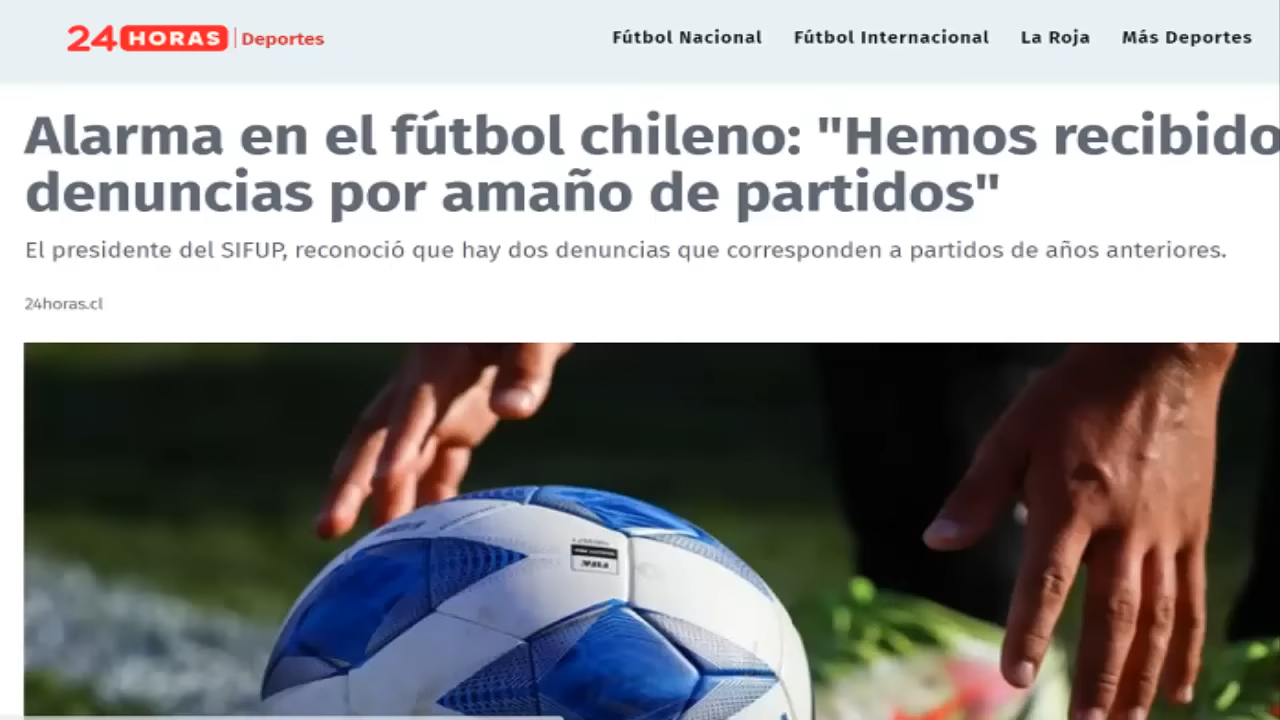 24 HORAS | Deportes
Fútbol Nacional Fútbol Internacional La Roja Más Deportes
Alarma en el fútbol chileno: "Hemos recibido
denuncias por amaño de partidos"
El presidente del SIFUP, reconoció que hay dos denuncias que corresponden a partidos de años anteriores.
24horas.cl